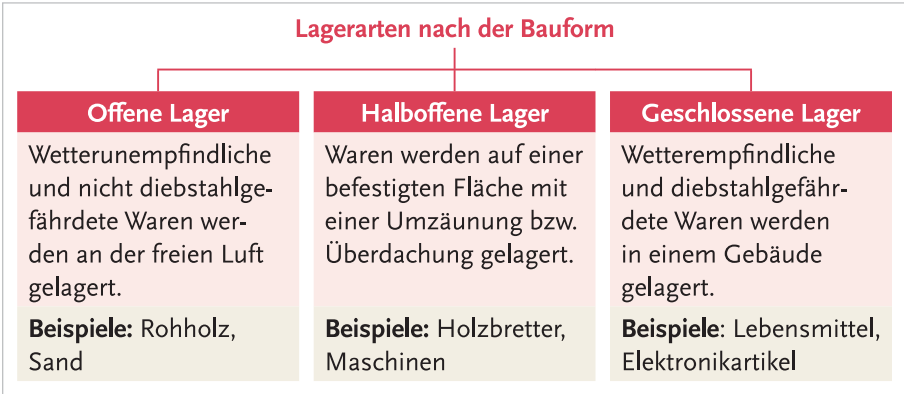 Lagerarten nach der Bauform
Offene Lager
Wetterunempfindliche
und nicht diebstahlge-
fährdete Waren wer-
den an der freien Luft
gelagert.
Beispiele: Rohholz,
Sand
Halboffene Lager
Waren werden auf einer
befestigten Fläche mit
einer Umzäunung bzw.
Überdachung gelagert.
Beispiele: Holzbretter,
Maschinen
Geschlossene Lager
Wetterempfindliche
und diebstahlgefähr-
dete Waren werden
in einem Gebäude
gelagert.
Beispiele: Lebensmittel,
Elektronikartikel